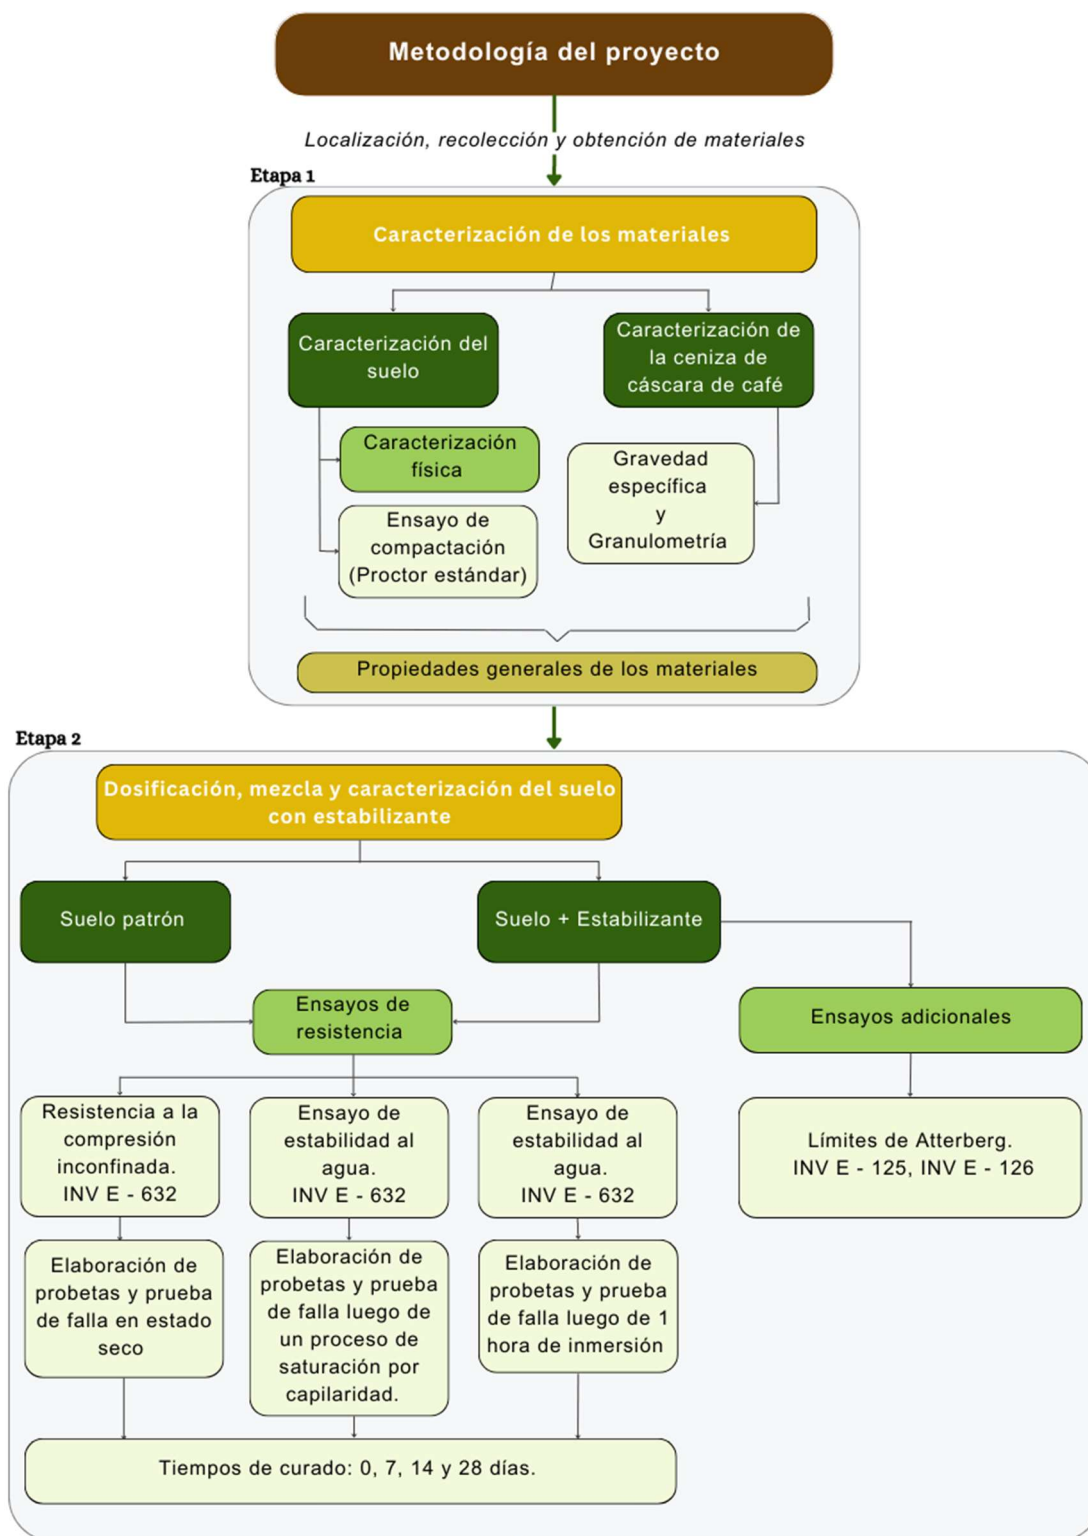 Metodología del proyecto
Localización, recolección y obtención de materiales
Etapa 1
Caracterización de los materiales
Caracterización del
suelo
Caracterización de
la ceniza de
cáscara de café
Caracterización
física
Ensayo de
compactación
(Proctor estándar)
Gravedad
específica
y
Granulometría
Propiedades generales de los materiales
Etapa 2
Dosificación, mezcla y caracterización del suelo
con estabilizante
Suelo patrón
Suelo + Estabilizante
Ensayos de
resistencia
Ensayos adicionales
Resistencia a la
compresión
inconfinada.
INV E - 632
Ensayo de
estabilidad al
agua.
INV E - 632
Ensayo de
estabilidad al
agua.
INV E - 632
Límites de Atterberg.
INV E - 125, INV E - 126
Elaboración de
probetas y prueba
de falla en estado
seco
Elaboración de
probetas y prueba
de falla luego de
un proceso de
saturación por
capilaridad.
Elaboración de
probetas y prueba
de falla luego de 1
hora de inmersión
Tiempos de curado: 0, 7, 14 y 28 días.